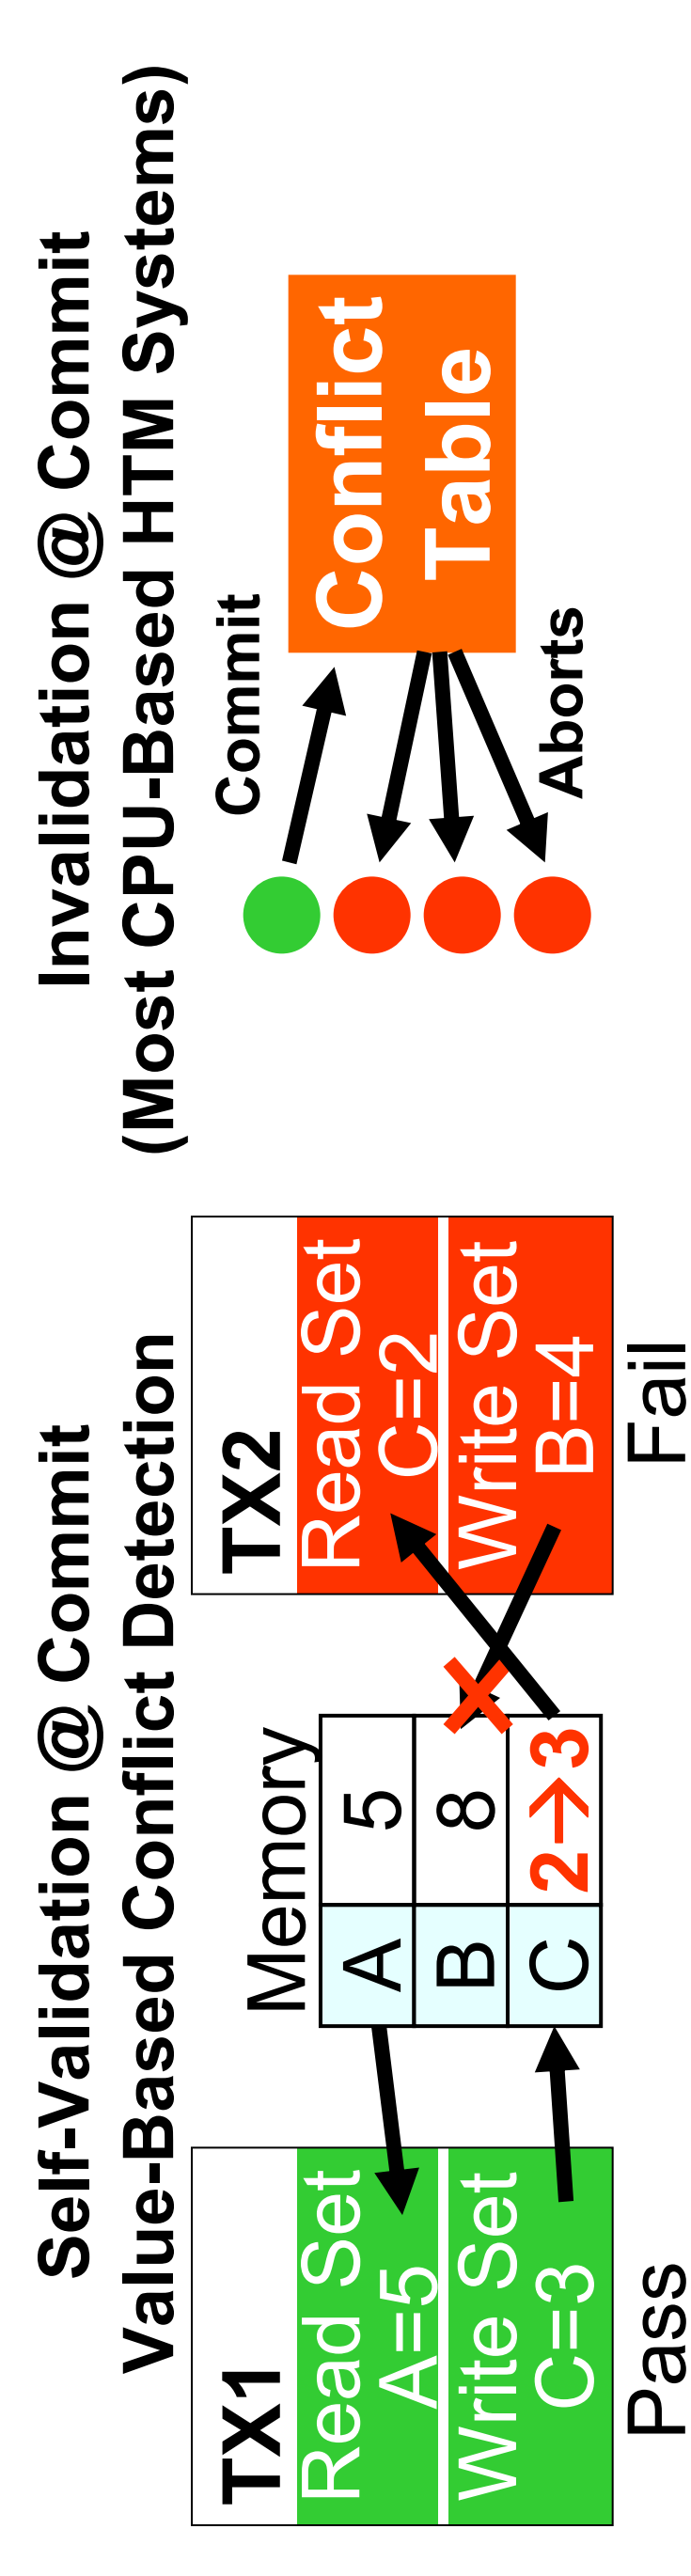 Self-Validation @ Commit
Value-Based Conflict Detection
TX1
Read Set
A=5
Write Set
C=3
Pass
Memory
A 5
B 8
C 2→3
TX2
Read Set
C=2
Write Set
B=4
Fail
Invalidation @ Commit
(Most CPU-Based HTM Systems)
Commit
Conflict
Table
Aborts